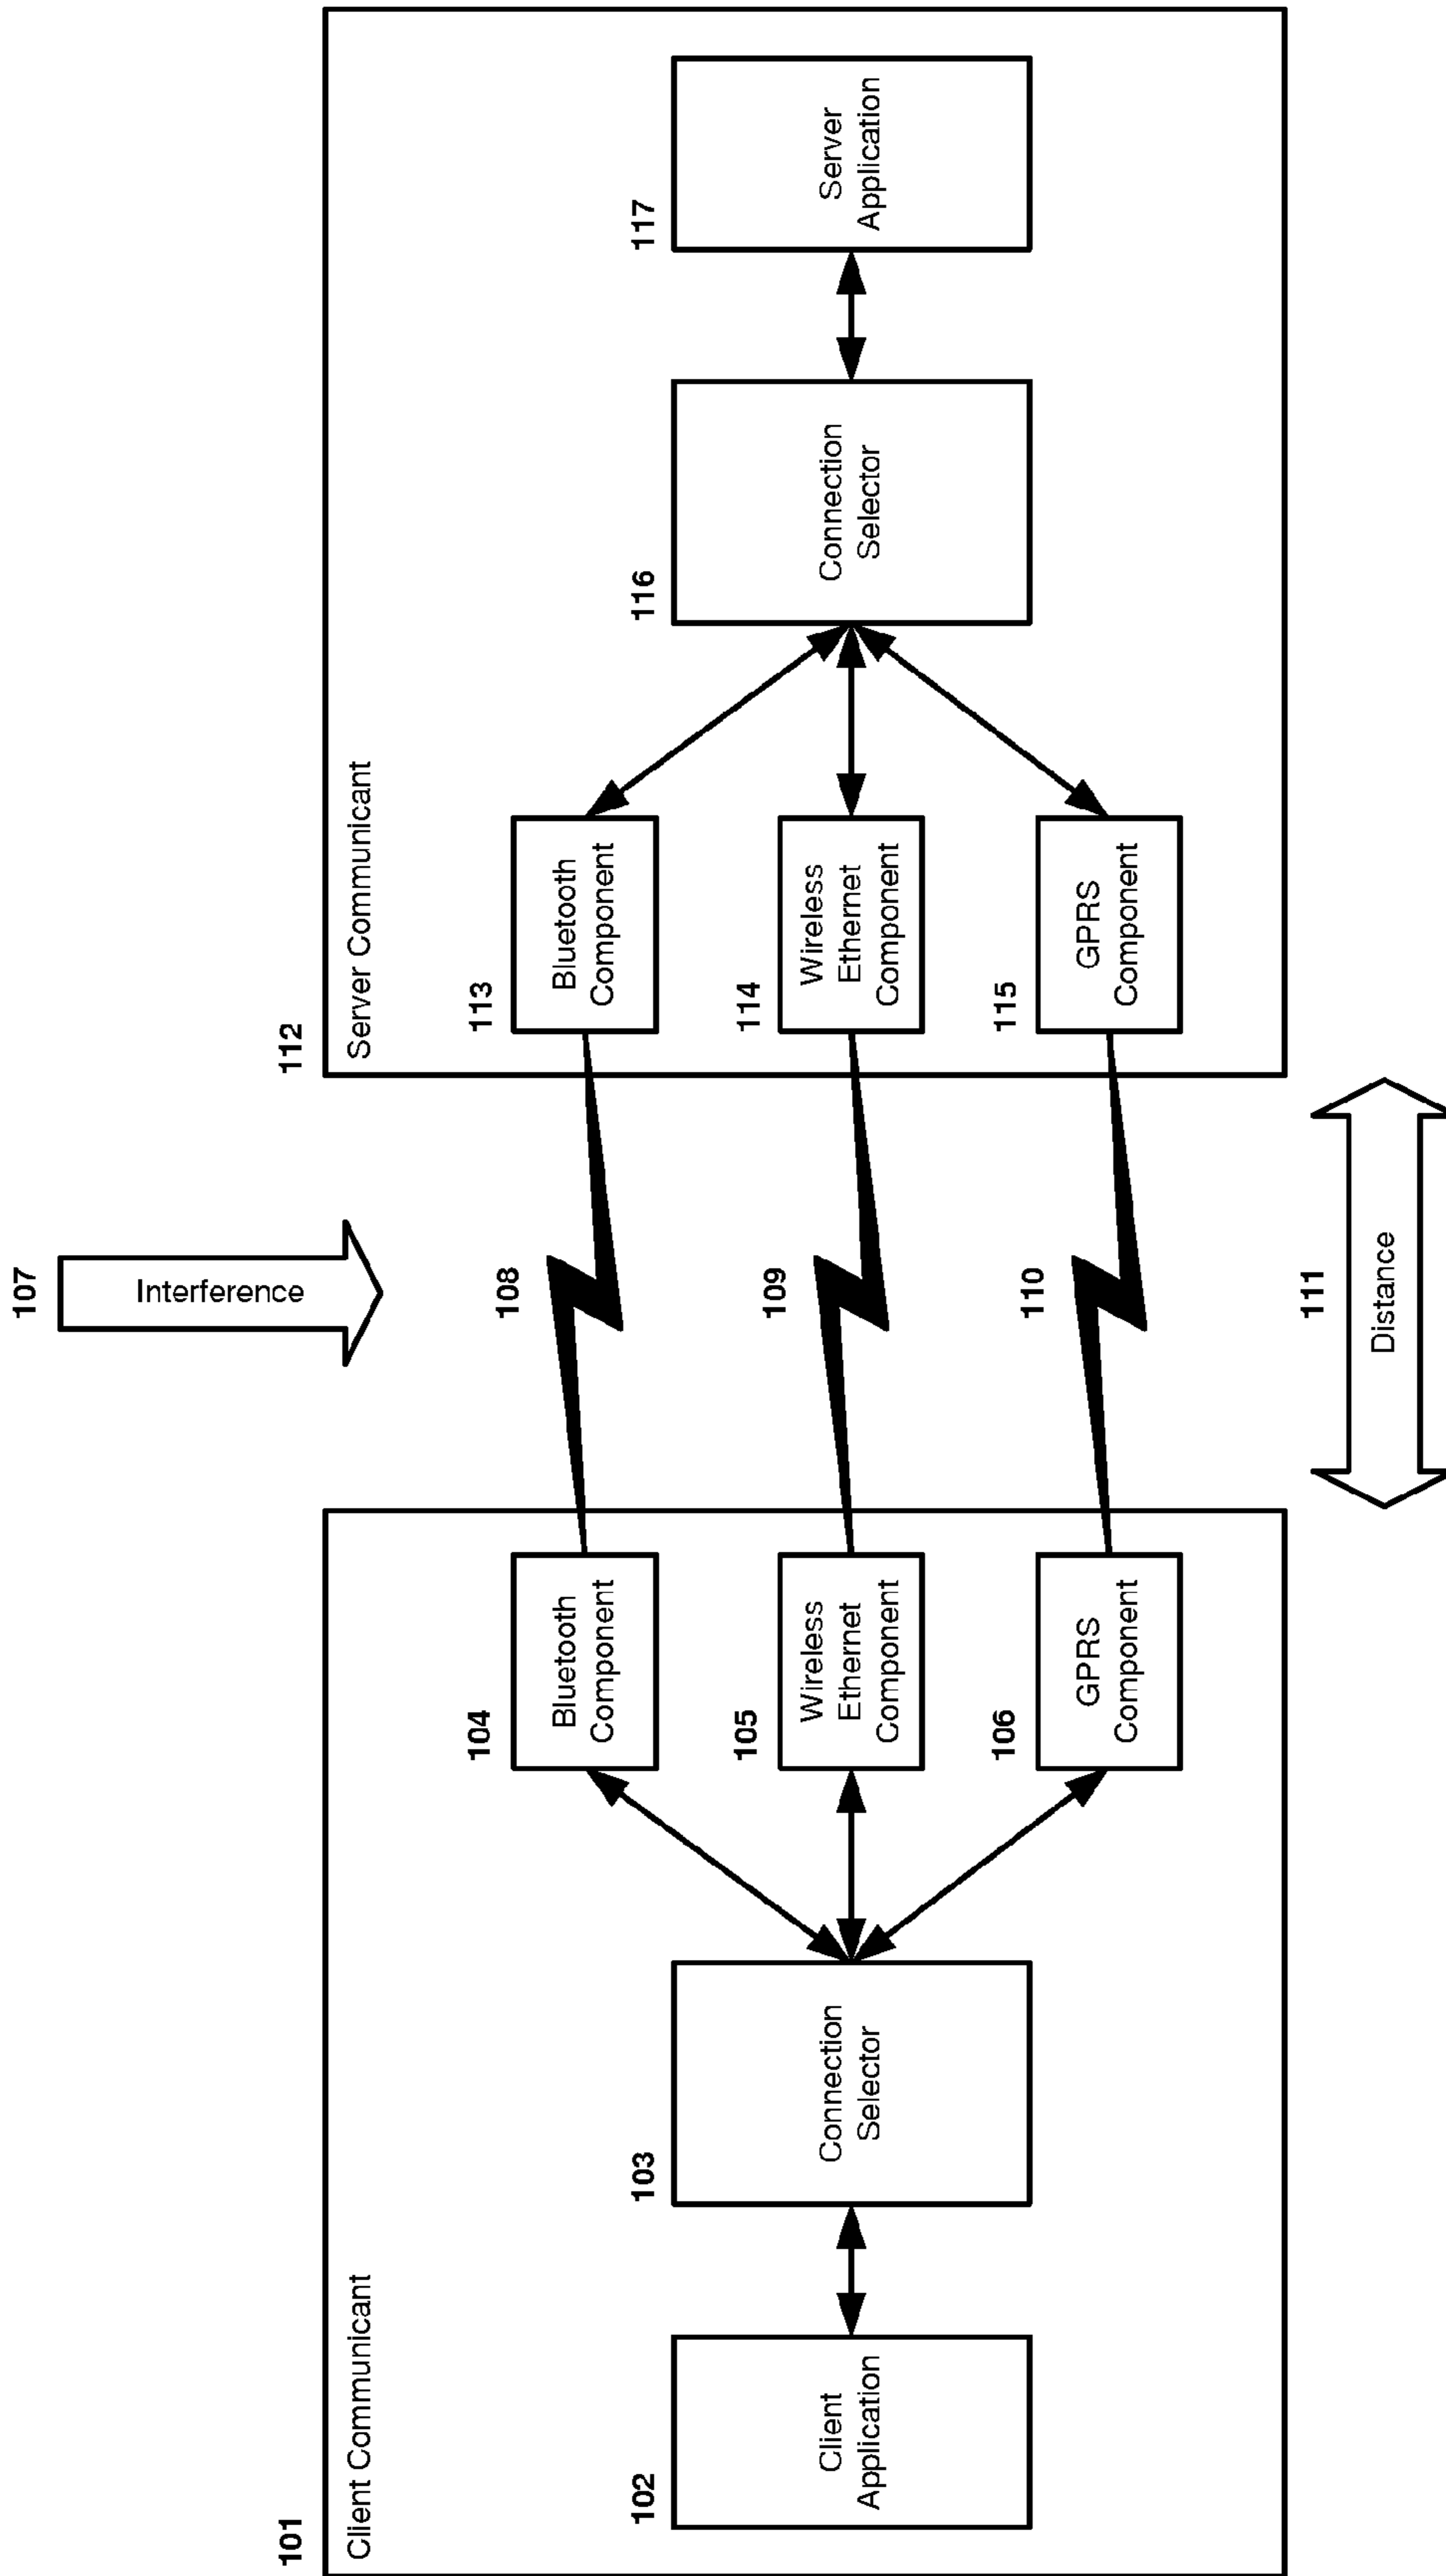 101
Client Communicant
102
Client
Application
103
Connection
Selector
104
Bluetooth
Component
105
Wireless
Ethernet
Component
106
GPRS
Component
107
Interference
108
109
110
111
Distance
112
Server Communicant
113
Bluetooth
Component
114
Wireless
Ethernet
Component
115
GPRS
Component
116
Connection
Selector
117
Server
Application